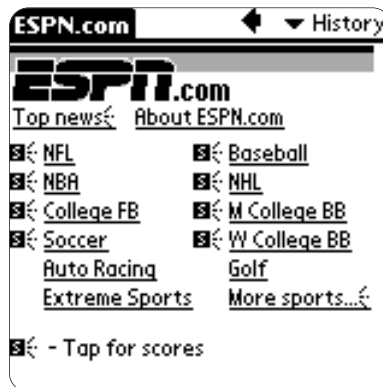 ESPN.com History
ESPN.com
Top news About ESPN.com
S NFL S Baseball
S NBA S NHL
S College FB S M College BB
S Soccer S W College BB
Auto Racing Golf
Extreme Sports More sports...
S - Tap for scores